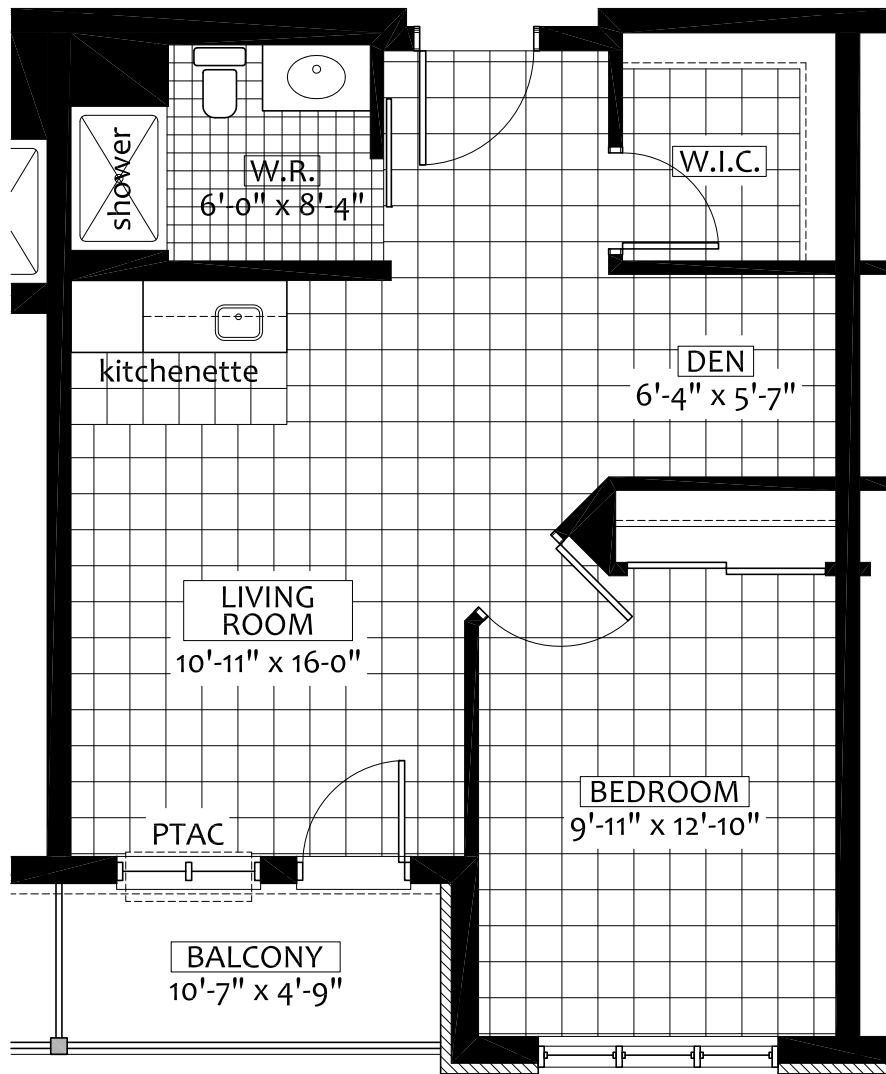 shower
W.R.
6'-0" x 8'-4"
W.I.C.
kitchenette
DEN
6'-4" x 5'-7"
LIVING
ROOM
10'-11" x 16-0"
BEDROOM
9'-11" x 12'-10"
PTAC
BALCONY
10'-7" x 4'-9"